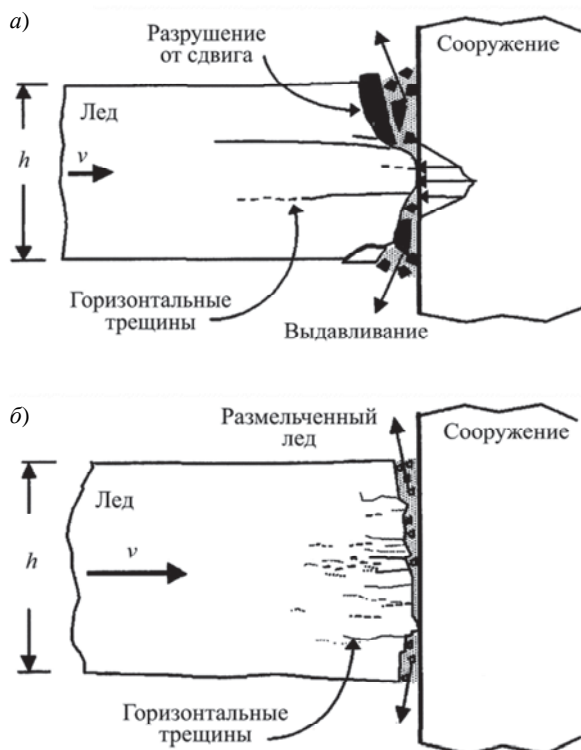 а)
Разрушение
от сдвига
Сооружение
Лед
h
v
Горизонтальные
трещины
Выдавливание
б)
Размельченный
лед
Сооружение
Лед
v
h
Горизонтальные
трещины